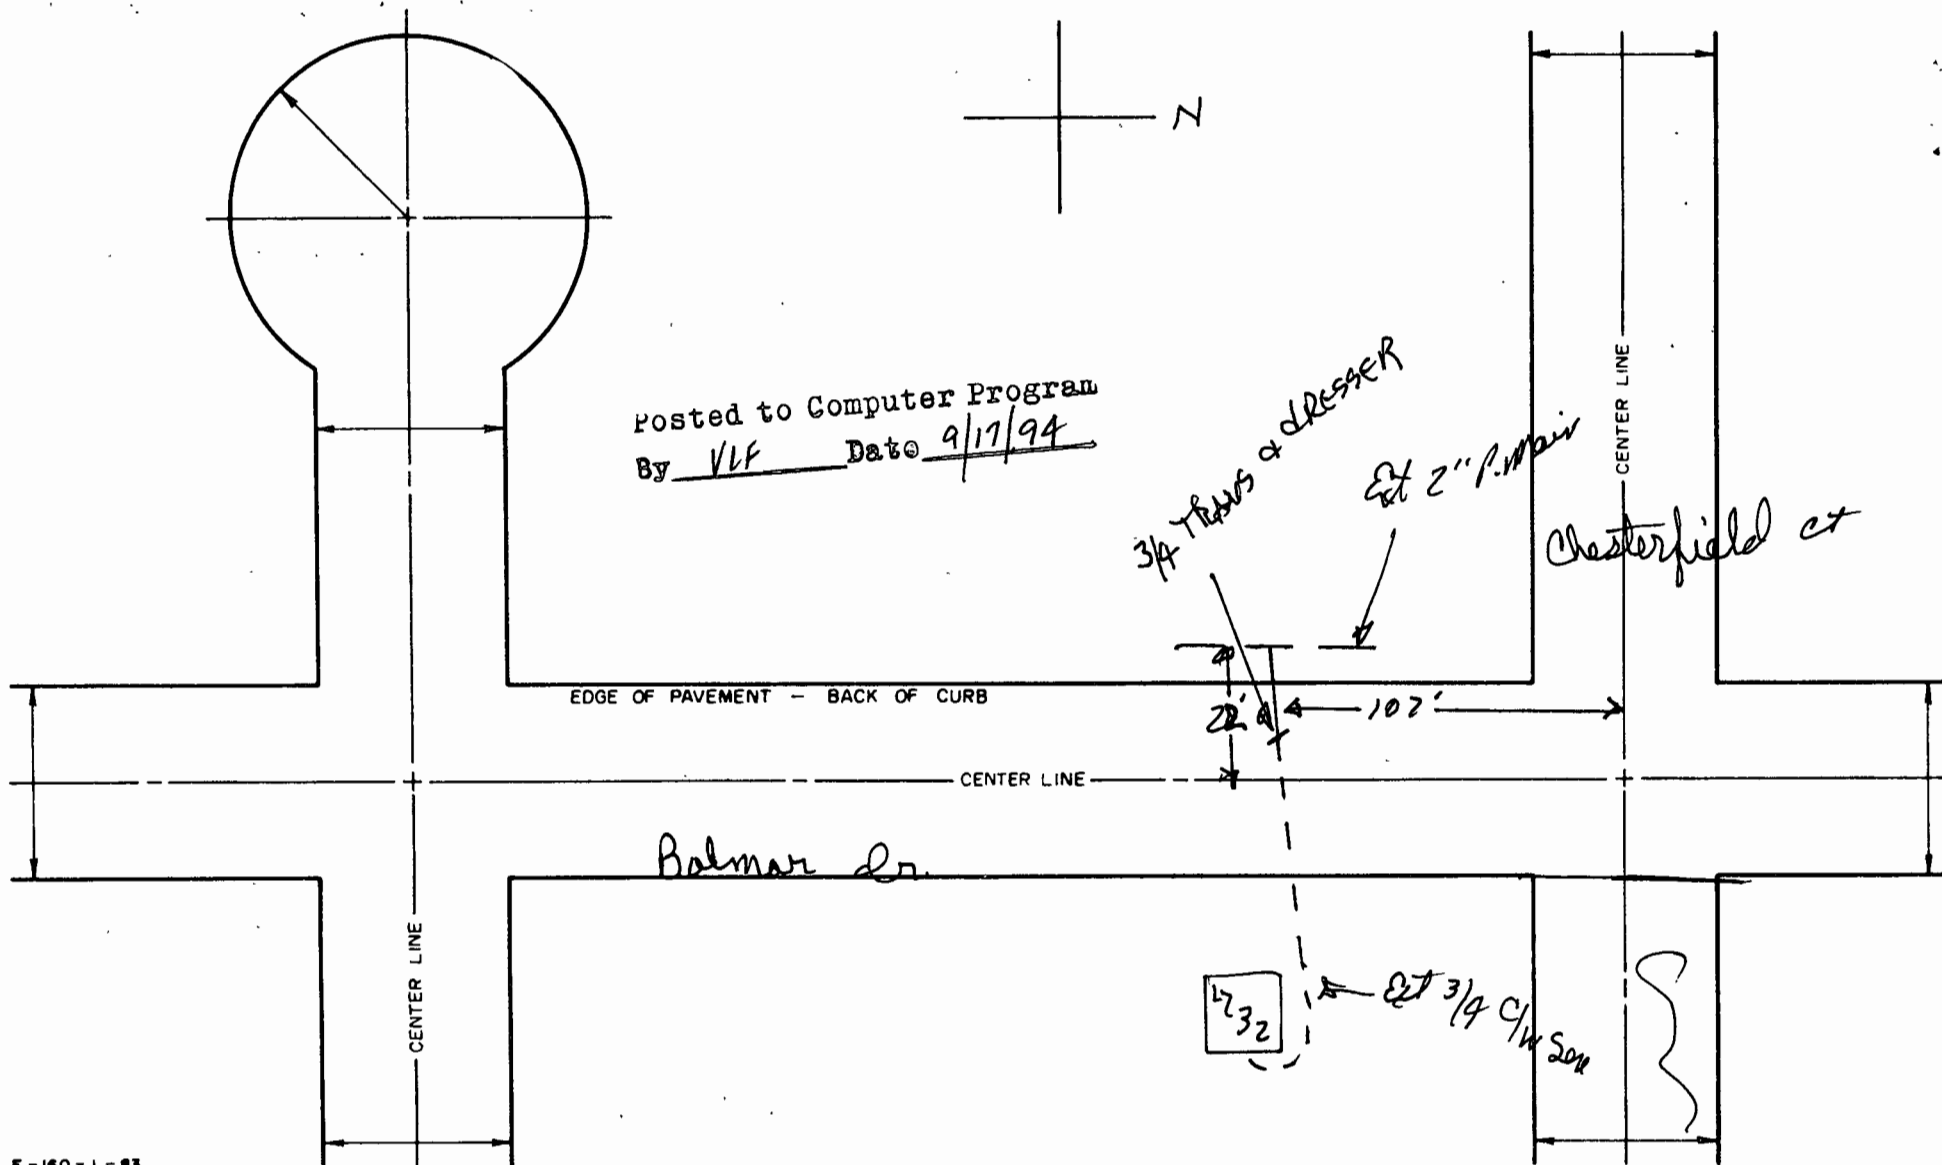 N
Posted to Computer Program
By VLF Date 9/17/94
3/4 TRANS & dRESSER
Ext 2" P. Main
CENTER LINE
Chesterfield ct
EDGE OF PAVEMENT — BACK OF CURB
22'
102'
CENTER LINE
Balmar dr.
CENTER LINE
Ext 3/4 C/W Serv